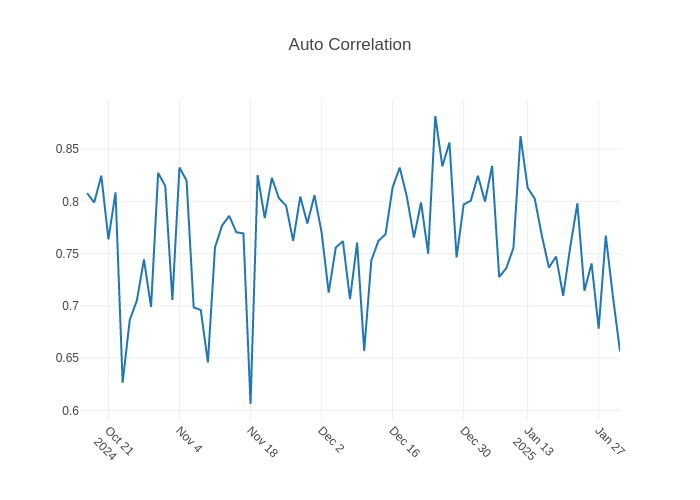 Auto Correlation
0.85
0.8
0.75
0.7
0.65
0.6
Oct 21
2024
Nov 4
Nov 18
Dec 2
Dec 16
Dec 30
Jan 13
2025
Jan 27